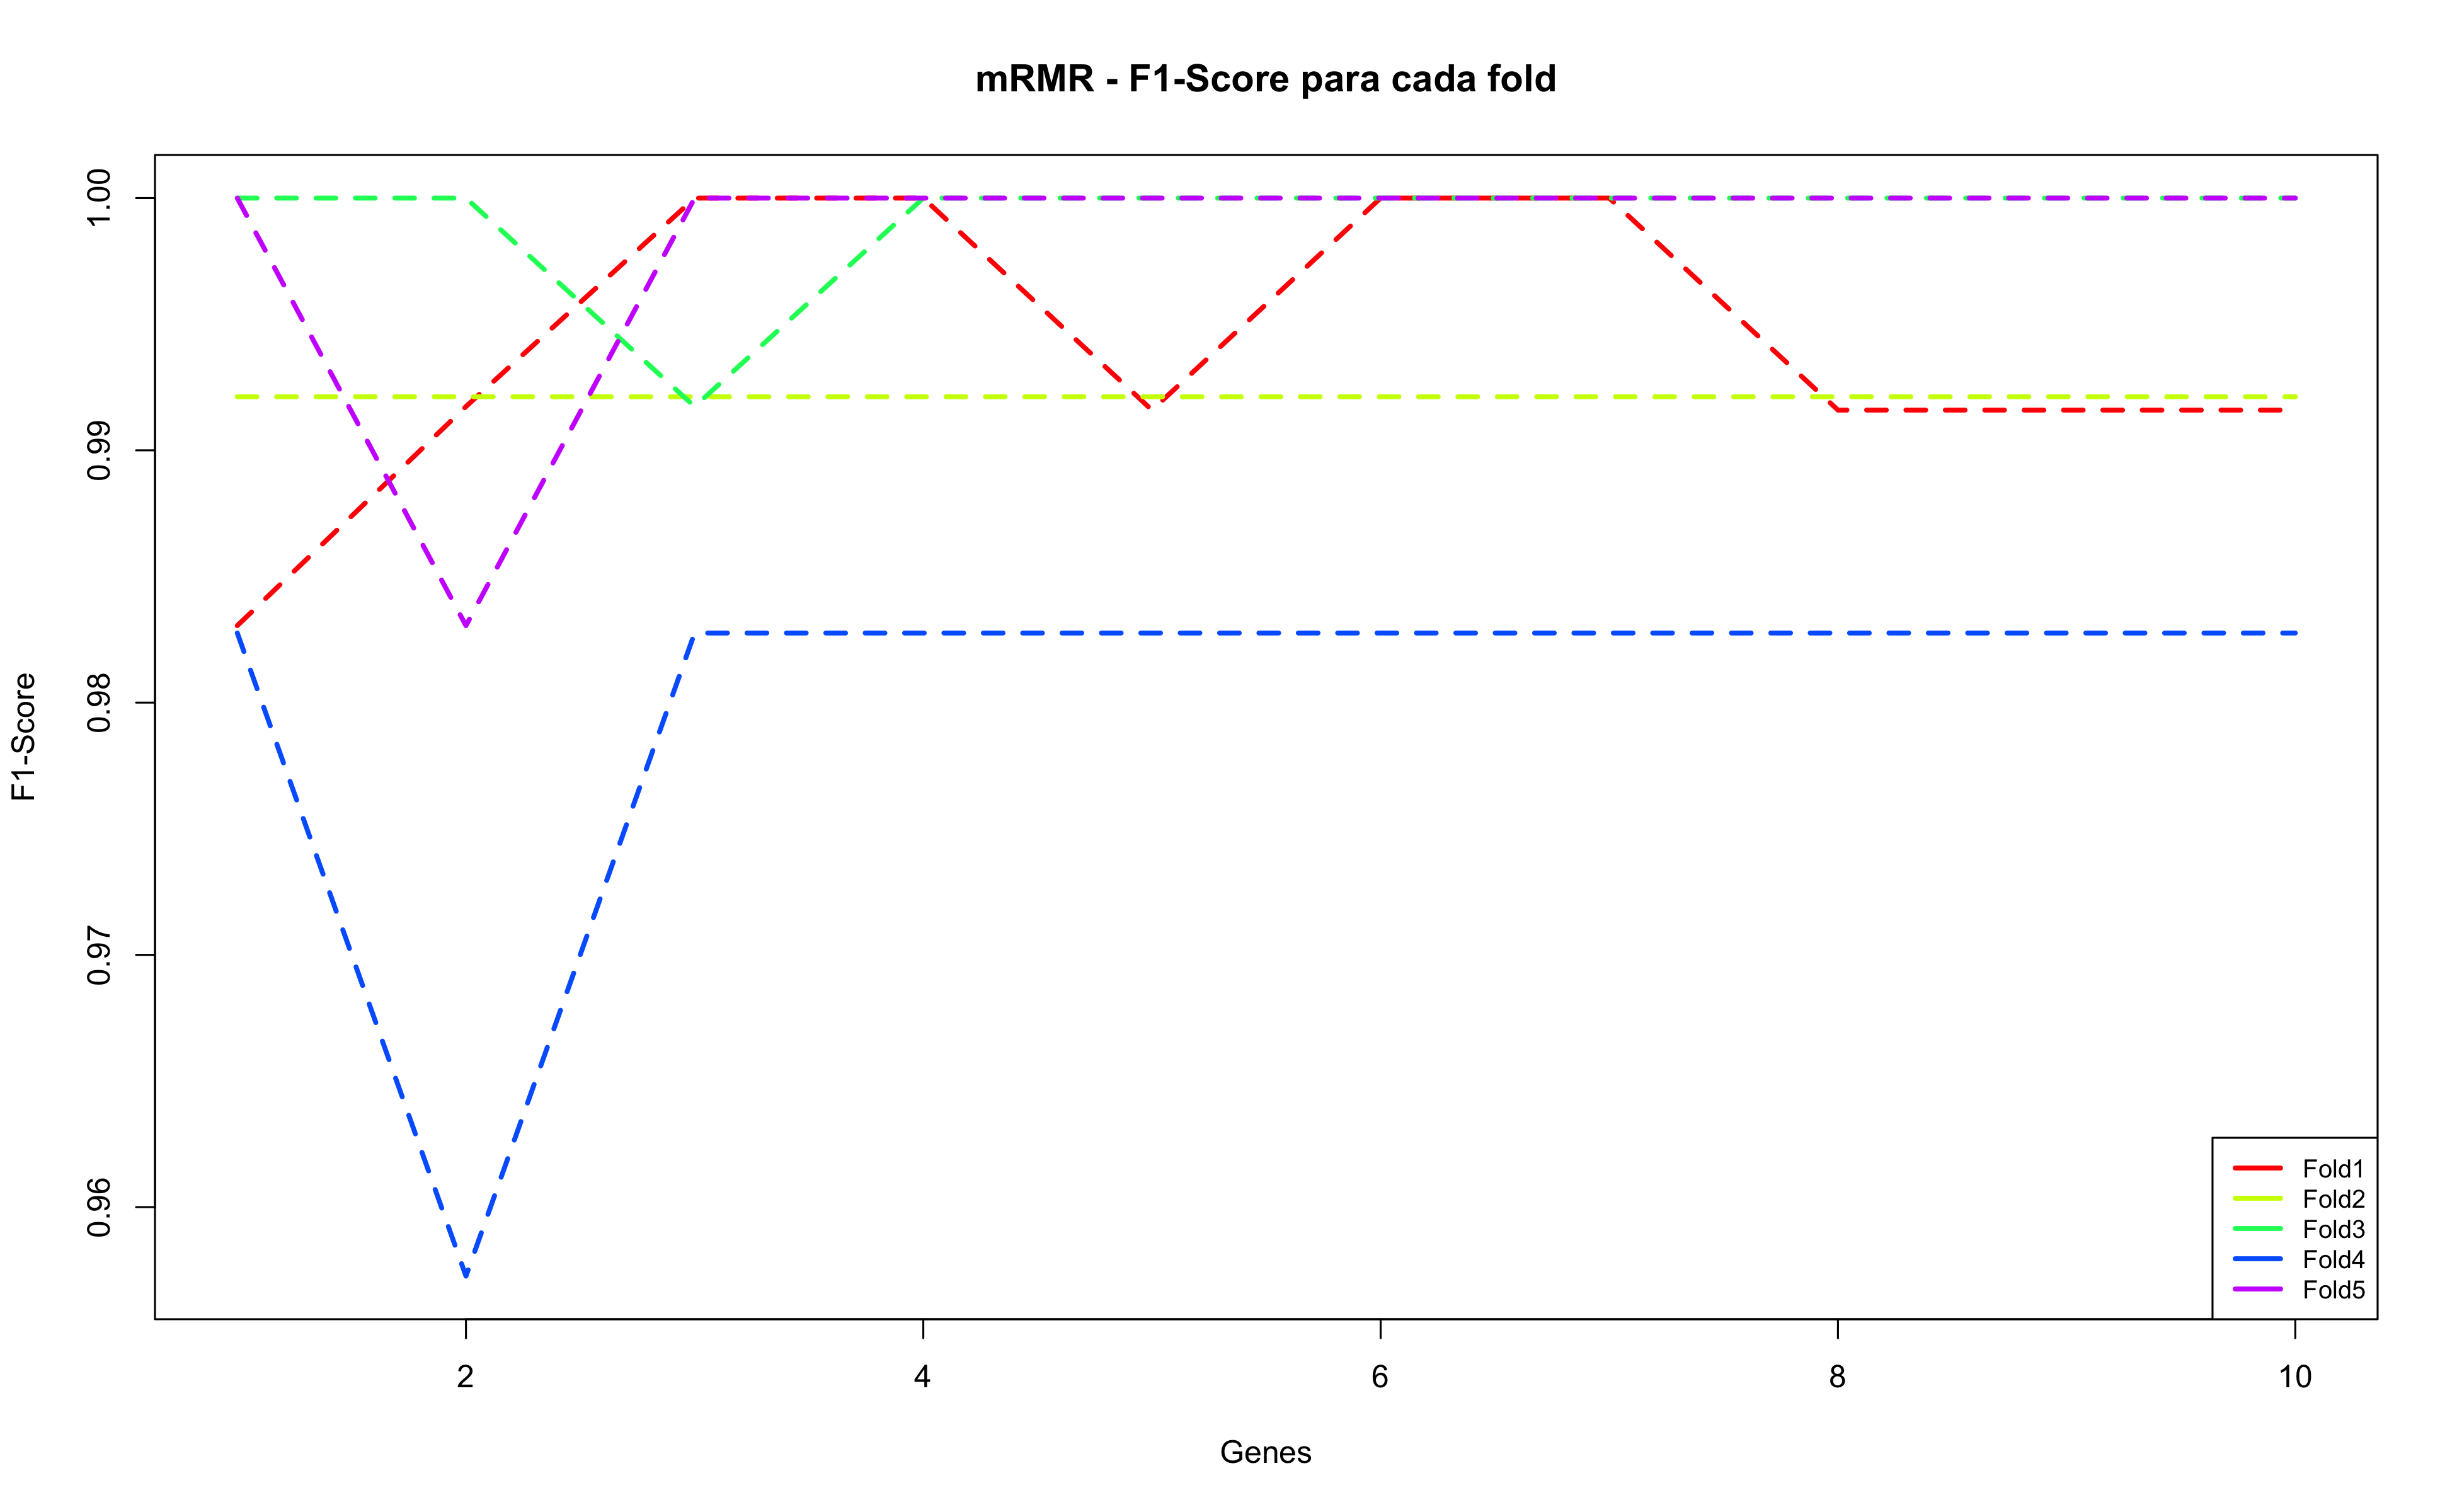 mRMR - F1-Score para cada fold
1.00
0.99
0.98
0.97
0.96
F1-Score
2
4
6
8
10
Genes
Fold1
Fold2
Fold3
Fold4
Fold5